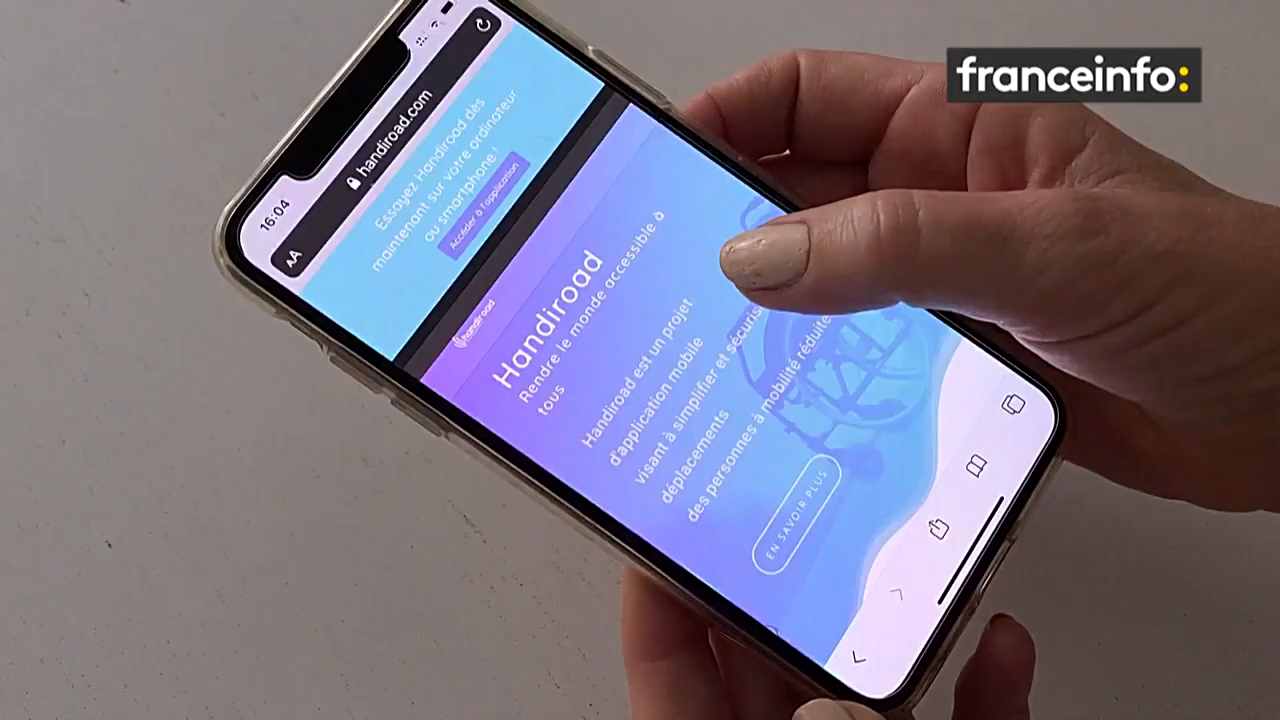 franceinfo:
16:04
AA
handiroad.com
Essayez Handiroad dès
maintenant sur votre ordinateur
ou smartphone !
Accéder à l'application
handiroad
Handiroad
Rendre le monde accessible à
tous
Handiroad est un projet
d'application mobile
visant à simplifier et sécuris
déplacements
des personnes à mobilité réduite
EN SAVOIR PLUS